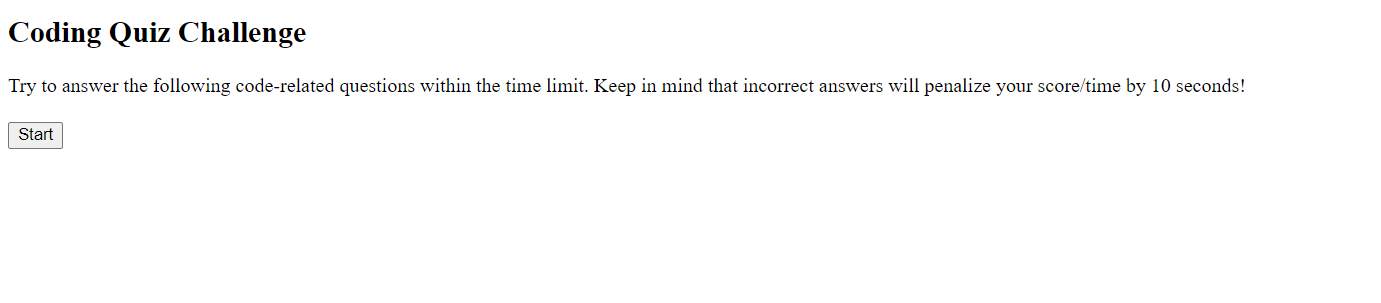 Coding Quiz Challenge
Try to answer the following code-related questions within the time limit. Keep in mind that incorrect answers will penalize your score/time by 10 seconds!
Start